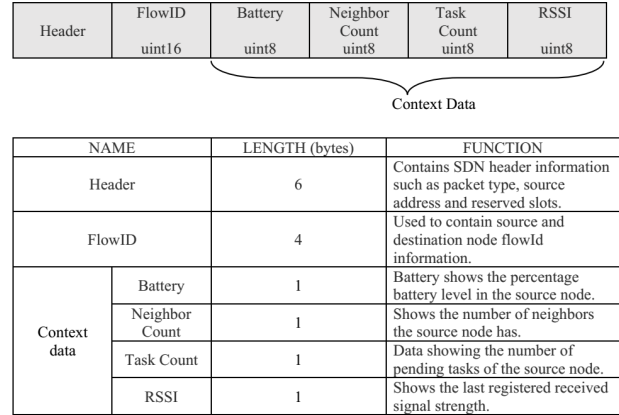 Header
FlowID
uint16
Battery
uint8
Neighbor
Count
uint8
Task
Count
uint8
RSSI
uint8
Context Data
NAME LENGTH (bytes) FUNCTION
Header 6 Contains SDN header information
such as packet type, source
address and reserved slots.
FlowID 4 Used to contain source and
destination node flowId
information.
Context
data
Battery 1 Battery shows the percentage
battery level in the source node.
Neighbor
Count 1 Shows the number of neighbors
the source node has.
Task Count 1 Data showing the number of
pending tasks of the source node.
RSSI 1 Shows the last registered received
signal strength.